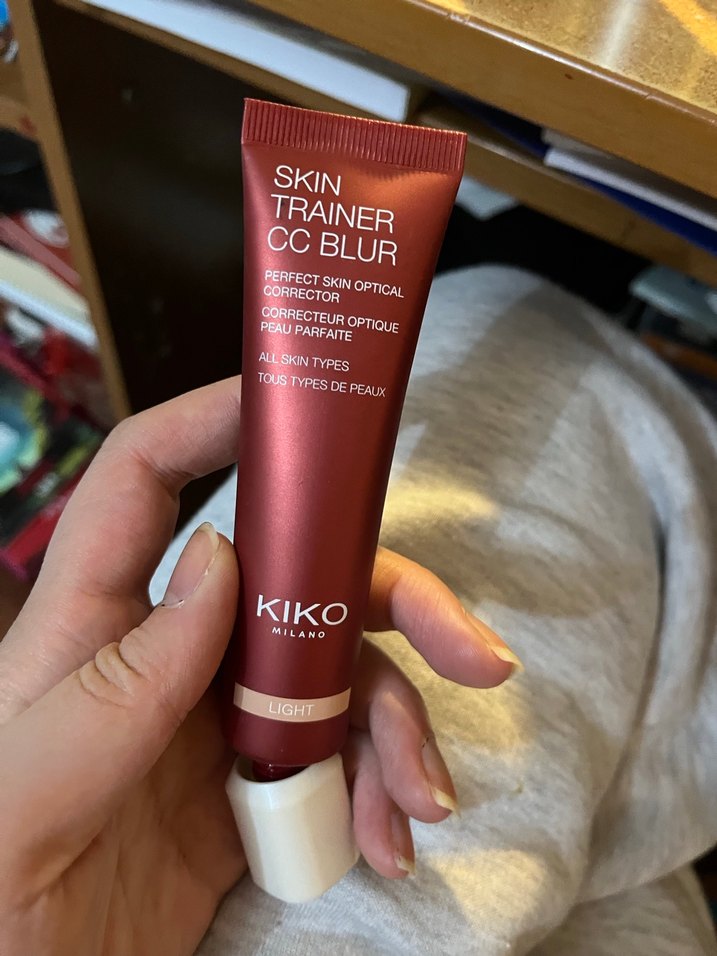 SKIN
TRAINER
CC BLUR
PERFECT SKIN OPTICAL
CORRECTOR
CORRECTEUR OPTIQUE
PEAU PARFAITE
ALL SKIN TYPES
TOUS TYPES DE PEAUX
KIKO
MILANO
LIGHT